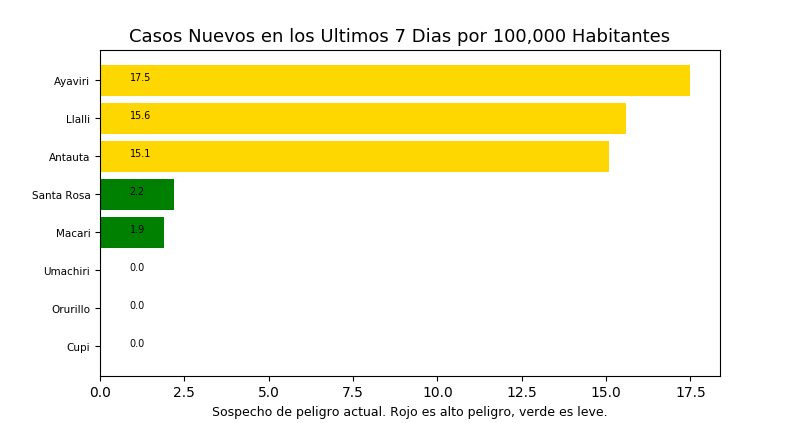 Casos Nuevos en los Ultimos 7 Dias por 100,000 Habitantes
Ayaviri 17.5
Llalli 15.6
Antauta 15.1
Santa Rosa 2.2
Macari 1.9
Umachiri 0.0
Orurillo 0.0
Cupi 0.0
0.0 2.5 5.0 7.5 10.0 12.5 15.0 17.5
Sospecho de peligro actual. Rojo es alto peligro, verde es leve.